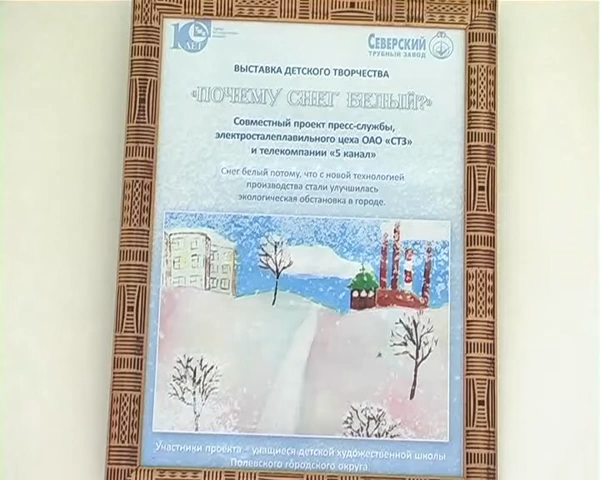 10 ЛЕТ
СЕВЕРСКИЙ
ТРУБНЫЙ ЗАВОД
ВЫСТАВКА ДЕТСКОГО ТВОРЧЕСТВА
«ПОЧЕМУ СНЕГ БЕЛЫЙ?»
Совместный проект пресс-службы,
электросталеплавильного цеха ОАО «СТЗ»
и телекомпании «5 канал»
Снег белый потому, что с новой технологией
производства стали улучшилась
экологическая обстановка в городе.
Участники проекта – учащиеся детской художественной школы
Полевского городского округа